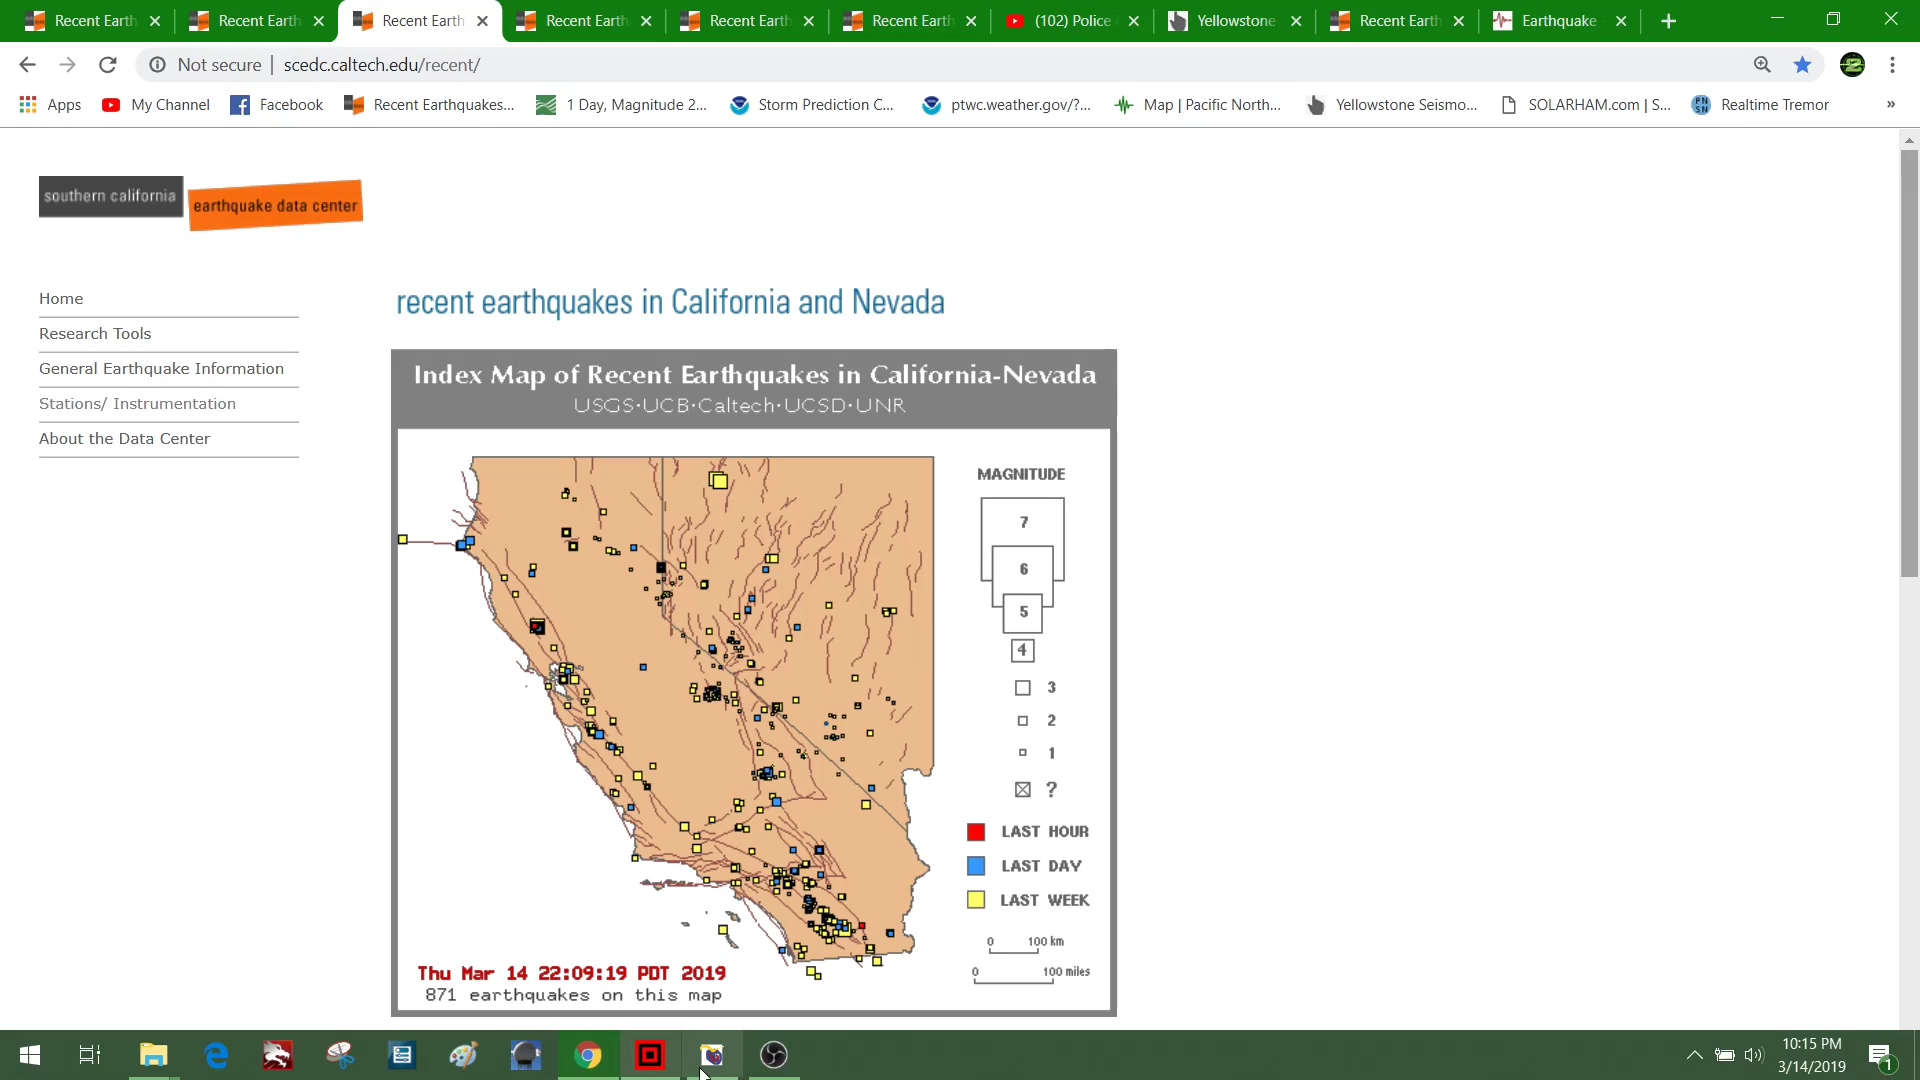 Recent Earth
Recent Earth
Recent Earth
Recent Earth
Recent Earth
Recent Earth
(102) Police
Yellowstone
Recent Earth
Earthquake
Not secure
scedc.caltech.edu/recent/
Apps
My Channel
Facebook
Recent Earthquakes...
1 Day, Magnitude 2...
Storm Prediction C...
ptwc.weather.gov/?...
Map | Pacific North...
Yellowstone Seismo...
SOLARHAM.com | S...
PNSN
Realtime Tremor
»
southern california
earthquake data center
Home
Research Tools
General Earthquake Information
Stations/ Instrumentation
About the Data Center
recent earthquakes in California and Nevada
Index Map of Recent Earthquakes in California-Nevada
USGS·UCB·Caltech·UCSD·UNR
MAGNITUDE
7
6
5
4
3
2
1
?
LAST HOUR
LAST DAY
LAST WEEK
0 100 km
0 100 miles
Thu Mar 14 22:09:19 PDT 2019
871 earthquakes on this map
10:15 PM
3/14/2019
1